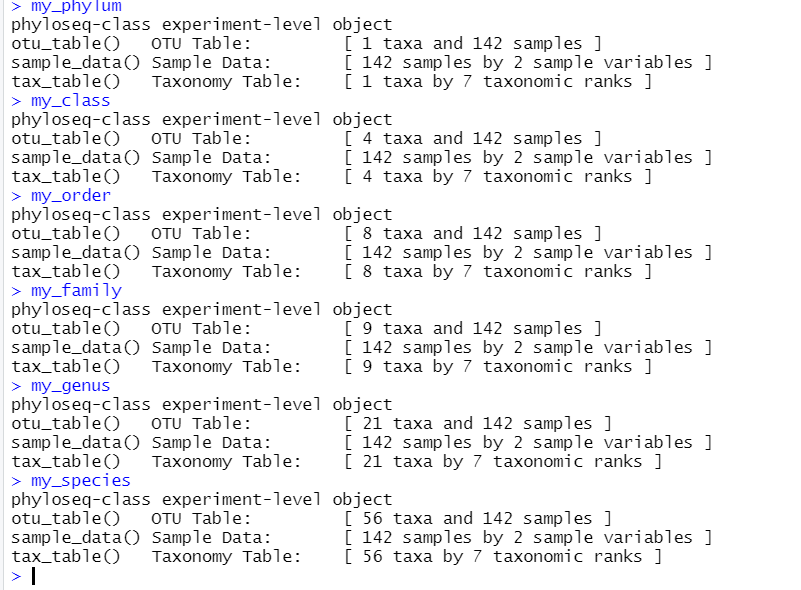 > my_phylum
phyloseq-class experiment-level object
otu_table()   OTU Table:          [ 1 taxa and 142 samples ]
sample_data() Sample Data:        [ 142 samples by 2 sample variables ]
tax_table()   Taxonomy Table:     [ 1 taxa by 7 taxonomic ranks ]
> my_class
phyloseq-class experiment-level object
otu_table()   OTU Table:          [ 4 taxa and 142 samples ]
sample_data() Sample Data:        [ 142 samples by 2 sample variables ]
tax_table()   Taxonomy Table:     [ 4 taxa by 7 taxonomic ranks ]
> my_order
phyloseq-class experiment-level object
otu_table()   OTU Table:          [ 8 taxa and 142 samples ]
sample_data() Sample Data:        [ 142 samples by 2 sample variables ]
tax_table()   Taxonomy Table:     [ 8 taxa by 7 taxonomic ranks ]
> my_family
phyloseq-class experiment-level object
otu_table()   OTU Table:          [ 9 taxa and 142 samples ]
sample_data() Sample Data:        [ 142 samples by 2 sample variables ]
tax_table()   Taxonomy Table:     [ 9 taxa by 7 taxonomic ranks ]
> my_genus
phyloseq-class experiment-level object
otu_table()   OTU Table:          [ 21 taxa and 142 samples ]
sample_data() Sample Data:        [ 142 samples by 2 sample variables ]
tax_table()   Taxonomy Table:     [ 21 taxa by 7 taxonomic ranks ]
> my_species
phyloseq-class experiment-level object
otu_table()   OTU Table:          [ 56 taxa and 142 samples ]
sample_data() Sample Data:        [ 142 samples by 2 sample variables ]
tax_table()   Taxonomy Table:     [ 56 taxa by 7 taxonomic ranks ]
>